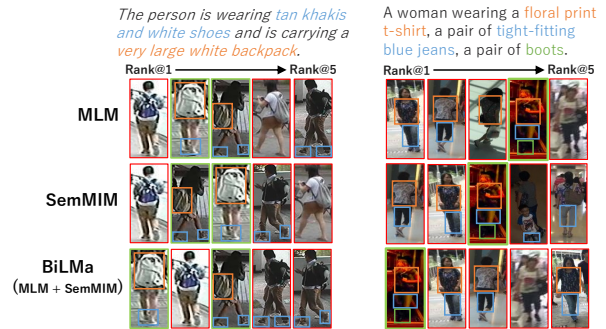 The person is wearing tan khakis
and white shoes and is carrying a
very large white backpack.
Rank@1 Rank@5
A woman wearing a floral print
t-shirt, a pair of tight-fitting
blue jeans, a pair of boots.
Rank@1 Rank@5
MLM
SemMIM
BiLMa
(MLM + SemMIM)